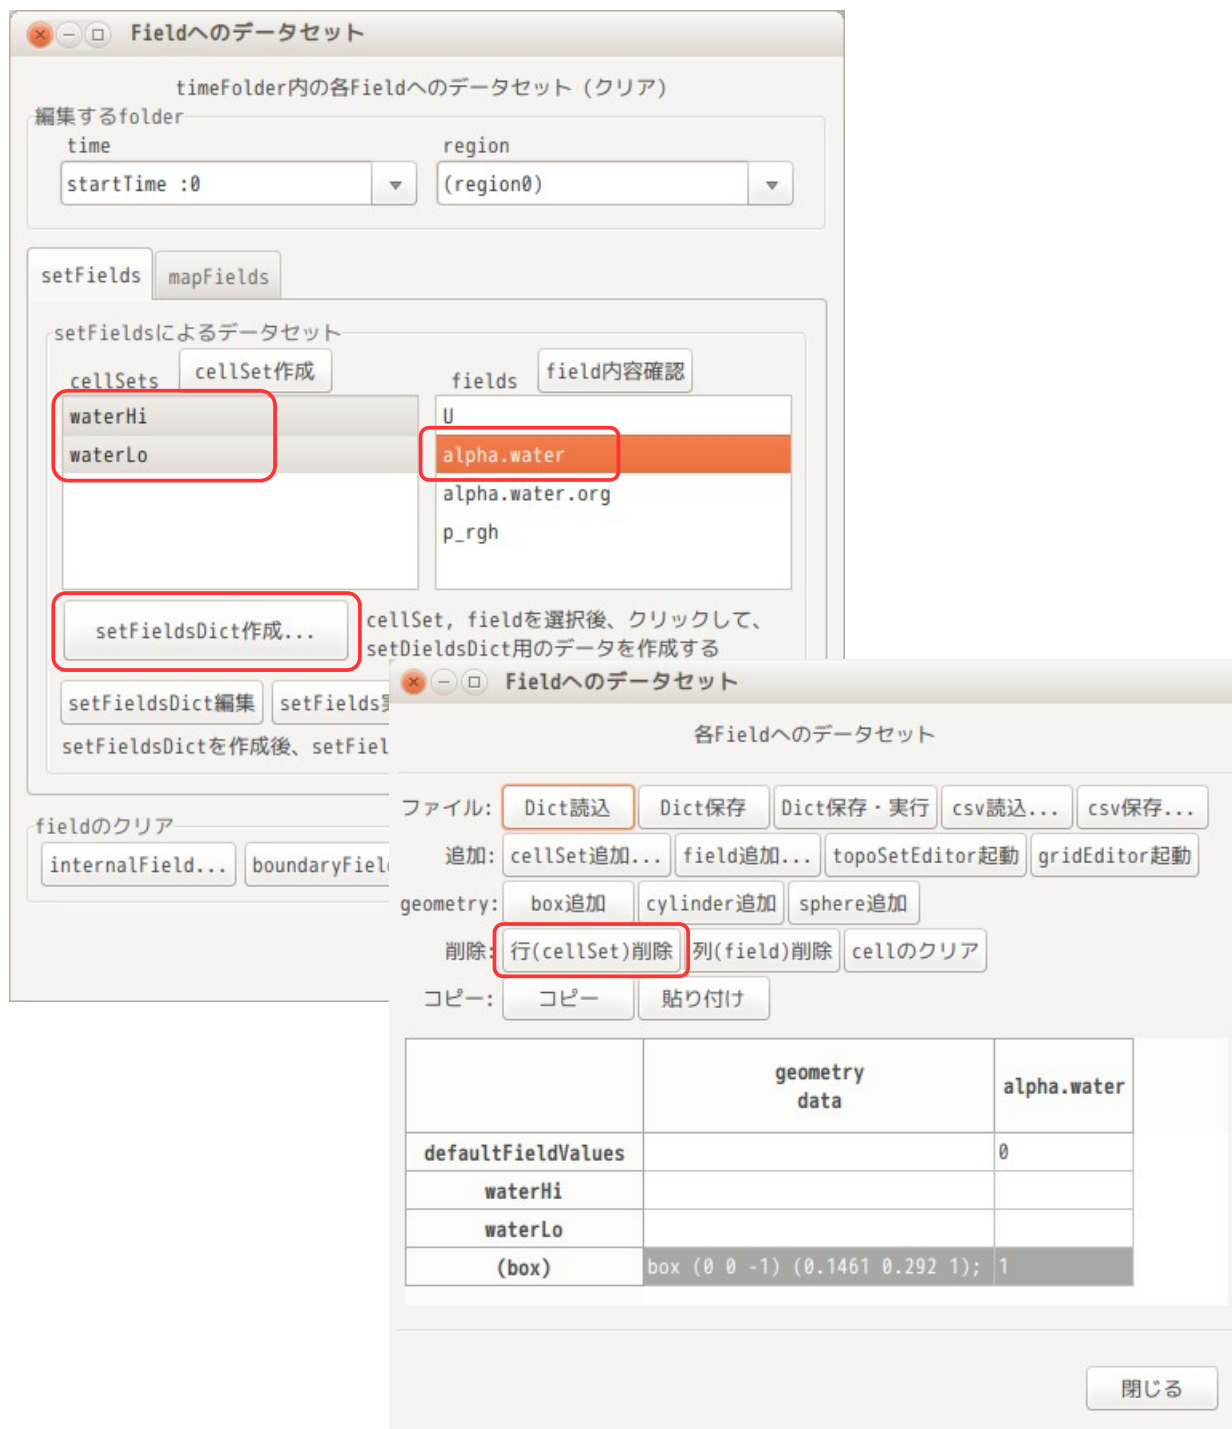 Fieldへのデータセット
timeFolder内の各Fieldへのデータセット (クリア)
編集するfolder
time region
startTime :0 (region0)
setFields mapFields
setFieldsによるデータセット
cellSets cellSet作成 fields field内容確認
waterHi U
waterLo alpha.water
alpha.water.org
p_rgh
setFieldsDict作成... cellSet, fieldを選択後、クリックして、
setDieldsDict用のデータを作成する
setFieldsDict編集 setFields
setFieldsDictを作成後、setFiel
fieldのクリア
internalField... boundaryFiel
Fieldへのデータセット
各Fieldへのデータセット
ファイル: Dict読込 Dict保存 Dict保存・実行 csv読込... csv保存...
追加: cellSet追加... field追加... topoSetEditor起動 gridEditor起動
geometry: box追加 cylinder追加 sphere追加
削除: 行(cellSet)削除 列(field)削除 cellのクリア
コピー: コピー 貼り付け
geometry
data alpha.water
defaultFieldValues 0
waterHi
waterLo
(box) box (0 0 -1) (0.1461 0.292 1); 1
閉じる